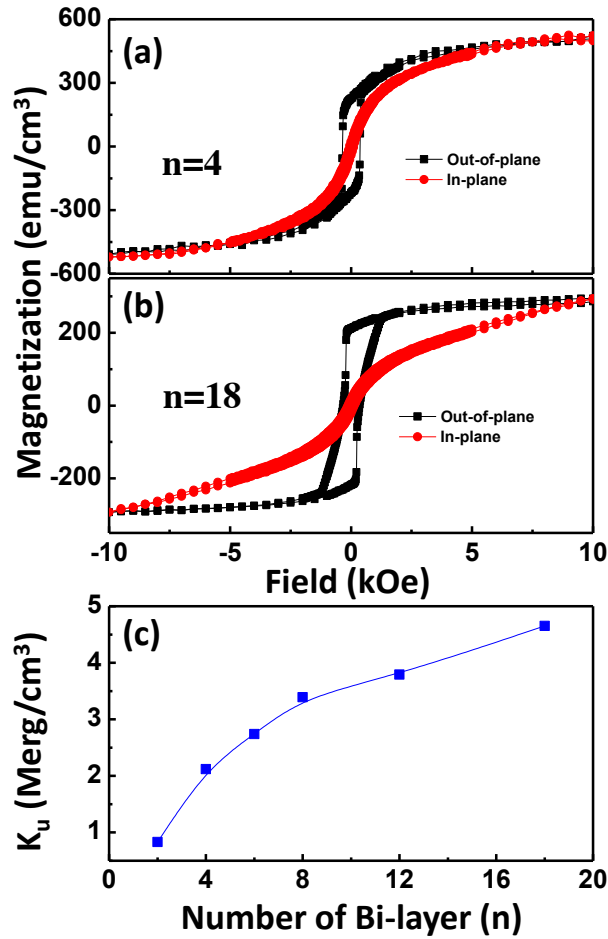 600
(a)
300
0
n=4
Out-of-plane
In-plane
-300
-600
Magnetization (emu/cm³)
(b)
200
0
n=18
Out-of-plane
In-plane
-200
-10 -5 0 5 10
Field (kOe)
5
(c)
4
3
2
1
Kᵤ (Merg/cm³)
0 4 8 12 16 20
Number of Bi-layer (n)